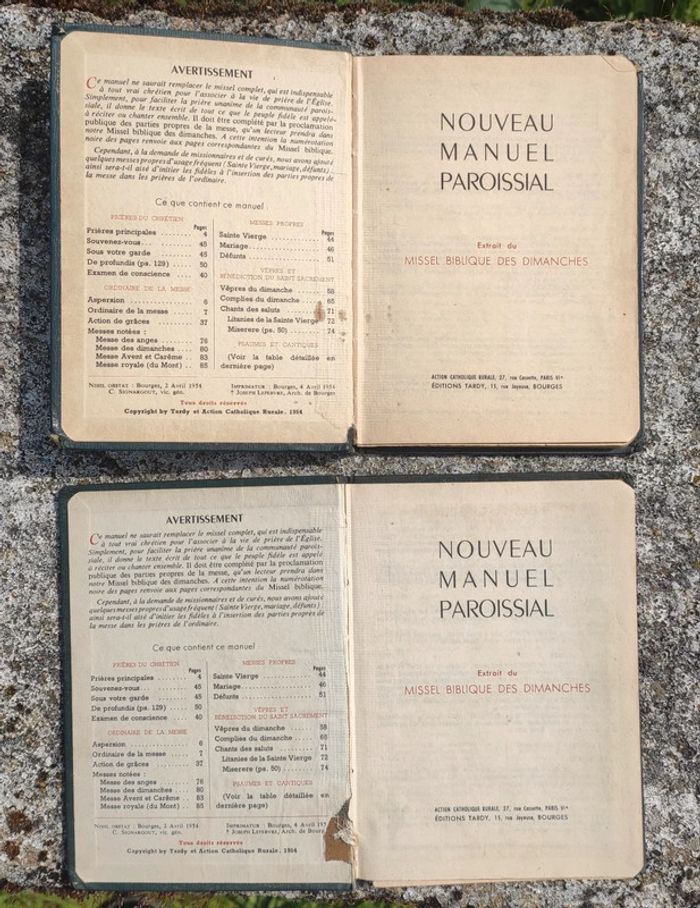 AVERTISSEMENT
Ce manuel ne saurait remplacer le missel complet, qui est indispensable
à tout vrai chrétien pour l'associer à la vie de prière de l'Église.
Simplement, pour faciliter la prière unanime de la communauté parois-
siale, il donne le texte écrit de tout ce que le peuple fidèle est appelé
à réciter ou chanter ensemble. Il doit être complété par la proclamation
publique des parties propres de la messe, qu'un lecteur prendra dans
notre Missel biblique des dimanches. A cette intention la numérotation
noire des pages renvoie aux pages correspondantes du Missel biblique.
Cependant, à la demande de missionnaires et de curés, nous avons ajouté
quelques messes propres d'usage fréquent (Sainte Vierge, mariage, défunts) :
ainsi sera-t-il aisé d'initier les fidèles à l'insertion des parties propres de
la messe dans les prières de l'ordinaire.
Ce que contient ce manuel :
PRIÈRES DU CHRÉTIEN
Pages
Prières principales 4
Souvenez-vous 45
Sous votre garde 45
De profundis (ps. 129) 50
Examen de conscience 40
ORDINAIRE DE LA MESSE
Aspersion 6
Ordinaire de la messe 7
Action de grâces 37
Messes notées :
Messe des anges 76
Messe des dimanches 80
Messe Avent et Carême 83
Messe royale (du Mont) 85
MESSES PROPRES
Pages
Sainte Vierge 44
Mariage 46
Défunts 51
VÊPRES ET
BÉNÉDICTION DU SAINT SACREMENT
Vêpres du dimanche 58
Complies du dimanche 65
Chants des saluts 71
Litanies de la Sainte Vierge 72
Miserere (ps. 50) 74
PSAUMES ET CANTIQUES
(Voir la table détaillée en
dernière page)
NIHIL OBSTAT : Bourges, 2 Avril 1954
C. SIGNARGOUT, vic. gén.
IMPRIMATUR : Bourges, 4 Avril 1954
† JOSEPH LEFEBVRE, Arch. de Bourges
Tous droits réservés
Copyright by Tardy et Action Catholique Rurale. 1954
NOUVEAU
MANUEL
PAROISSIAL
Extrait du
MISSEL BIBLIQUE DES DIMANCHES
ACTION CATHOLIQUE RURALE, 27, rue Cassette, PARIS VIe
ÉDITIONS TARDY, 15, rue Joyeuse, BOURGES
AVERTISSEMENT
Ce manuel ne saurait remplacer le missel complet, qui est indispensable
à tout vrai chrétien pour l'associer à la vie de prière de l'Église.
Simplement, pour faciliter la prière unanime de la communauté parois-
siale, il donne le texte écrit de tout ce que le peuple fidèle est appelé
à réciter ou chanter ensemble. Il doit être complété par la proclamation
publique des parties propres de la messe, qu'un lecteur prendra dans
notre Missel biblique des dimanches. A cette intention la numérotation
noire des pages renvoie aux pages correspondantes du Missel biblique.
Cependant, à la demande de missionnaires et de curés, nous avons ajouté
quelques messes propres d'usage fréquent (Sainte Vierge, mariage, défunts) :
ainsi sera-t-il aisé d'initier les fidèles à l'insertion des parties propres de
la messe dans les prières de l'ordinaire.
Ce que contient ce manuel
PRIÈRES DU CHRÉTIEN
Pages
Prières principales 4
Souvenez-vous 45
Sous votre garde 45
De profundis (ps. 129) 50
Examen de conscience 40
ORDINAIRE DE LA MESSE
Aspersion 6
Ordinaire de la messe 7
Action de grâces 37
Messes notées :
Messe des anges 76
Messe des dimanches 80
Messe Avent et Carême 83
Messe royale (du Mont) 85
MESSES PROPRES
Pages
Sainte Vierge 44
Mariage 46
Défunts 51
VÊPRES ET
BÉNÉDICTION DU SAINT SACREMENT
Vêpres du dimanche 58
Complies du dimanche 65
Chants des saluts 71
Litanies de la Sainte Vierge 72
Miserere (ps. 50) 74
PSAUMES ET CANTIQUES
(Voir la table détaillée en
dernière page)
NIHIL OBSTAT : Bourges, 2 Avril 1954
C. SIGNARGOUT, vic. gén.
IMPRIMATUR : Bourges, 4 Avril 195
† JOSEPH LEFEBVRE, Arch. de Bourg
Tous droits réservés
Copyright by Tardy et Action Catholique Rurale. 1954
NOUVEAU
MANUEL
PAROISSIAL
Extrait du
MISSEL BIBLIQUE DES DIMANCHES
ACTION CATHOLIQUE RURALE, 27, rue Cassette, PARIS VIe
ÉDITIONS TARDY, 15, rue Joyeuse, BOURGES